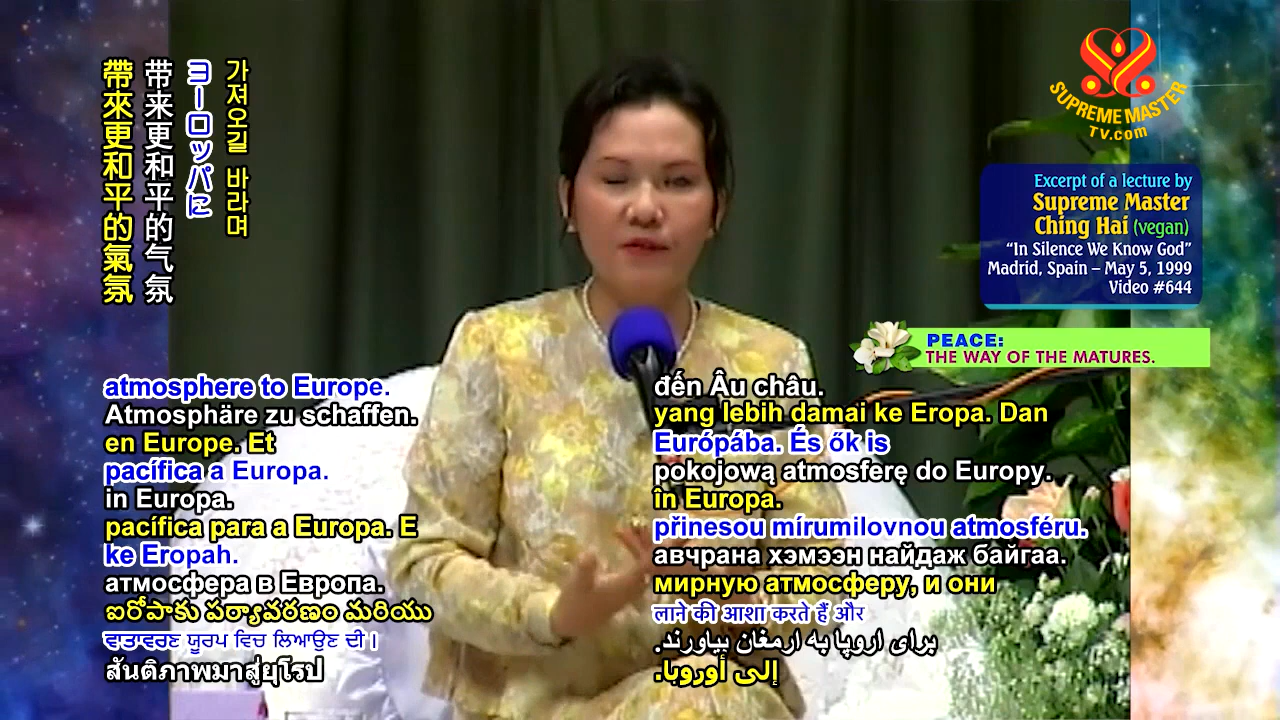 帶來更和平的氣氛
带来更和平的气氛
ヨーロッパに
가져오길 바라며
SUPREME MASTER
TV.com
Excerpt of a lecture by
Supreme Master
Ching Hai (vegan)
“In Silence We Know God”
Madrid, Spain – May 5, 1999
Video #644
PEACE:
THE WAY OF THE MATURES.
atmosphere to Europe.
Atmosphäre zu schaffen.
en Europe. Et
pacífica a Europa.
in Europa.
pacífica para a Europa. E
ke Eropah.
атмосфера в Европа.
ఐరోపాకు పర్యావరణం మరియు
ਵਾਤਾਵਰਣ ਯੂਰਪ ਵਿਚ ਲਿਆਉਣ ਦੀ।
สันติภาพมาสู่ยุโรป
đến Âu châu.
yang lebih damai ke Eropa. Dan
Európába. És ők is
pokojową atmosferę do Europy.
în Europa.
přinesou mírumilovnou atmosféru.
авчрана хэмээн найдаж байгаа.
мирную атмосферу, и они
लाने की आशा करते हैं और
برای اروپا به ارمغان بیاورند.
إلى أوروبا.